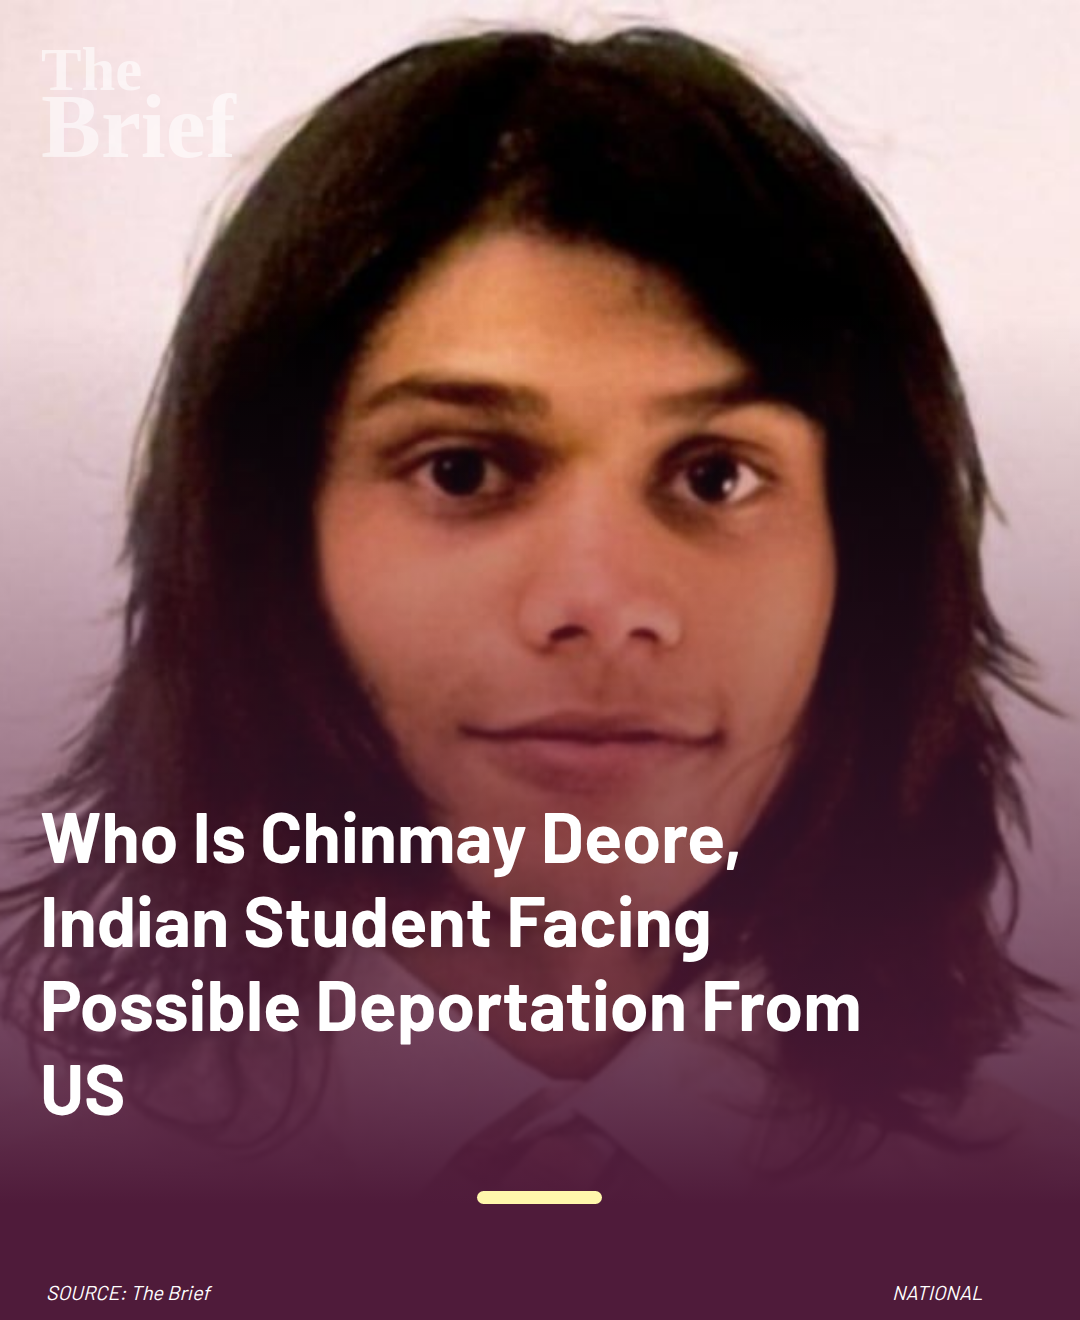 The
Brief
Who Is Chinmay Deore,
Indian Student Facing
Possible Deportation From
US
SOURCE: The Brief
NATIONAL